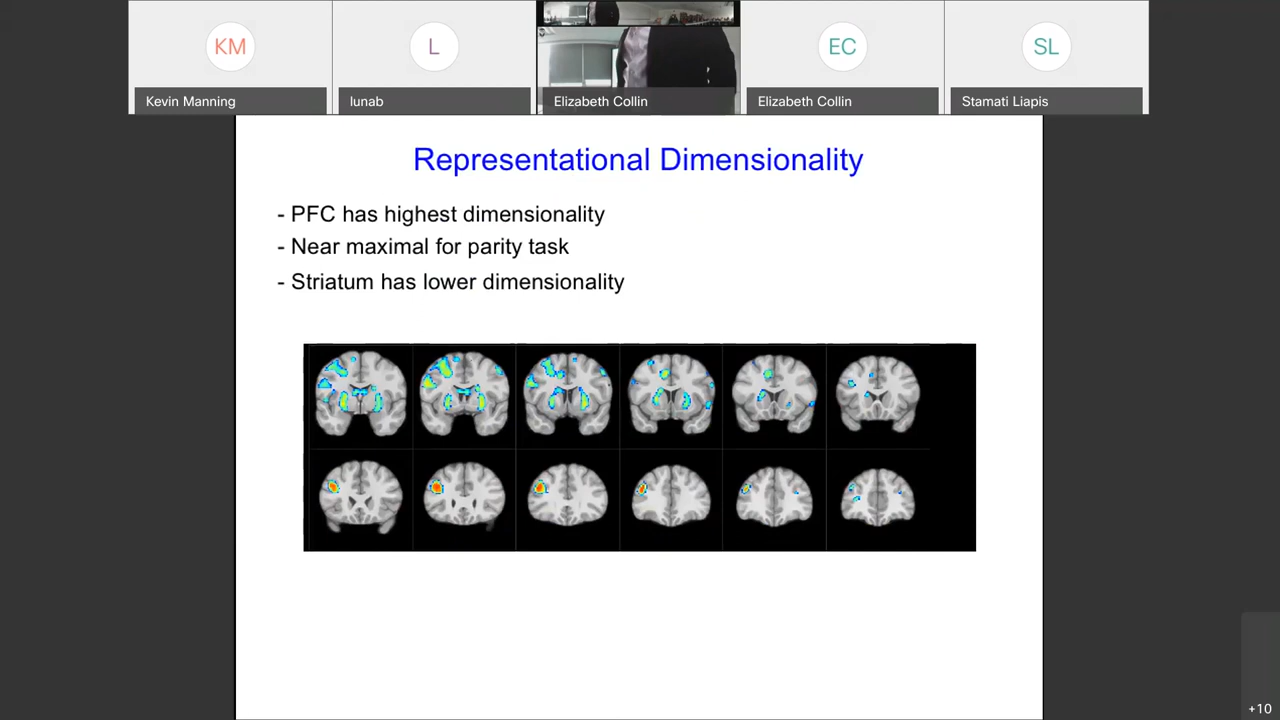 KM
L
EC
SL
Kevin Manning
lunab
Elizabeth Collin
Elizabeth Collin
Stamati Liapis
Representational Dimensionality
- PFC has highest dimensionality
- Near maximal for parity task
- Striatum has lower dimensionality
+10